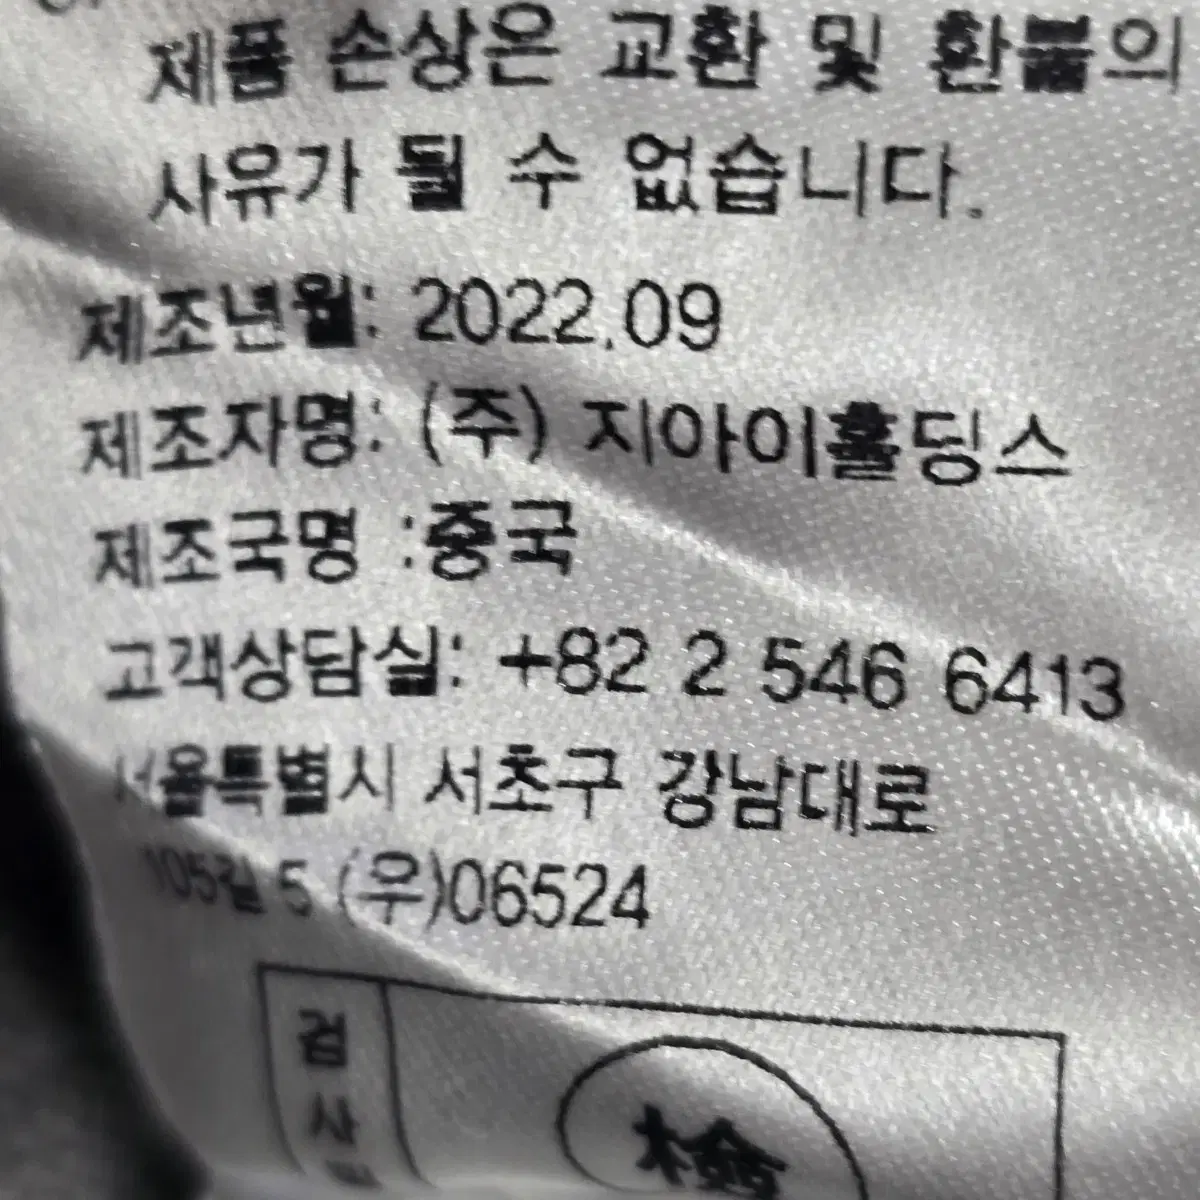 제품 손상은 교환 및 환불의
사유가 될 수 없습니다.
제조년월: 2022.09
제조자명: (주) 지아이홀딩스
제조국명 :중국
고객상담실: +82 2 546 6413
서울특별시 서초구 강남대로
105길 5 (우)06524
검사
檢